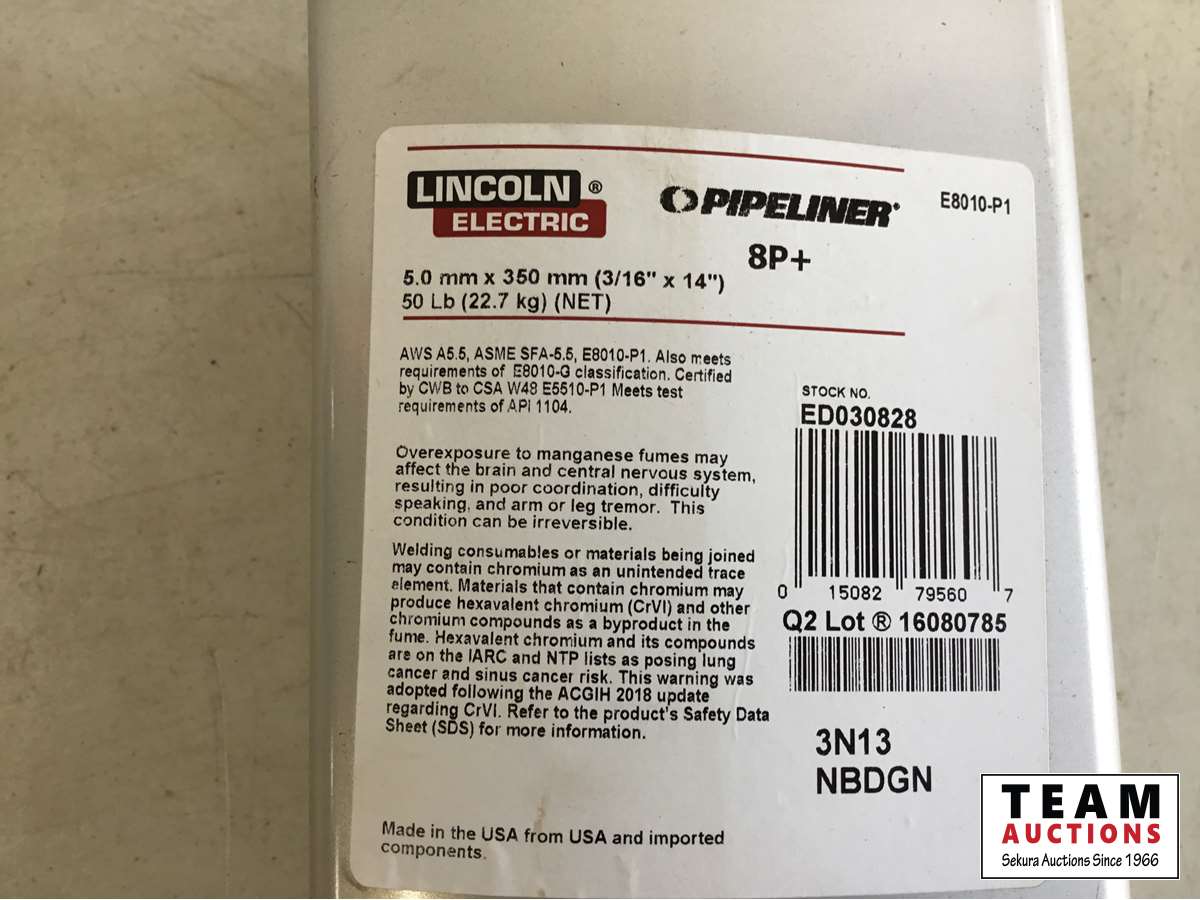 LINCOLN ®
ELECTRIC
PIPELINER®
E8010-P1
8P+
5.0 mm x 350 mm (3/16" x 14")
50 Lb (22.7 kg) (NET)
AWS A5.5, ASME SFA-5.5, E8010-P1. Also meets
requirements of E8010-G classification. Certified
by CWB to CSA W48 E5510-P1 Meets test
requirements of API 1104.
STOCK NO.
ED030828
Overexposure to manganese fumes may
affect the brain and central nervous system,
resulting in poor coordination, difficulty
speaking, and arm or leg tremor. This
condition can be irreversible.
Welding consumables or materials being joined
may contain chromium as an unintended trace
element. Materials that contain chromium may
produce hexavalent chromium (CrVI) and other
chromium compounds as a byproduct in the
fume. Hexavalent chromium and its compounds
are on the IARC and NTP lists as posing lung
cancer and sinus cancer risk. This warning was
adopted following the ACGIH 2018 update
regarding CrVI. Refer to the product's Safety Data
Sheet (SDS) for more information.
0 15082 79560 7
Q2 Lot ® 16080785
3N13
NBDGN
Made in the USA from USA and imported
components.
TEAM
AUCTIONS
Sekura Auctions Since 1966